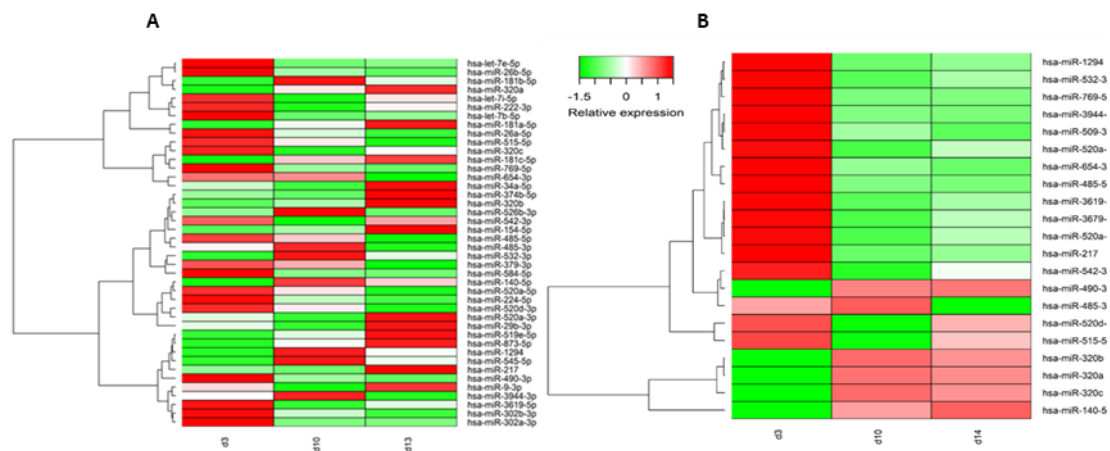 A
B
hsa-let-7e-5p
hsa-miR-26b-5p
hsa-miR-181b-5p
hsa-miR-320a
hsa-let-7i-5p
hsa-miR-222-3p
hsa-let-7b-5p
hsa-miR-181a-5p
hsa-miR-26a-5p
hsa-miR-515-5p
hsa-miR-320c
hsa-miR-181c-5p
hsa-miR-769-5p
hsa-miR-654-3p
hsa-miR-34a-5p
hsa-miR-374b-5p
hsa-miR-320b
hsa-miR-526b-3p
hsa-miR-542-3p
hsa-miR-154-5p
hsa-miR-485-5p
hsa-miR-485-3p
hsa-miR-532-3p
hsa-miR-379-3p
hsa-miR-584-5p
hsa-miR-140-5p
hsa-miR-520a-5p
hsa-miR-224-5p
hsa-miR-520d-3p
hsa-miR-520a-3p
hsa-miR-29b-3p
hsa-miR-519e-5p
hsa-miR-873-5p
hsa-miR-1294
hsa-miR-545-5p
hsa-miR-217
hsa-miR-490-3p
hsa-miR-9-3p
hsa-miR-3944-3p
hsa-miR-3619-5p
hsa-miR-302b-3p
hsa-miR-302a-3p
d3
d10
d13
-1.5 0 1.5
Relative expression
hsa-miR-1294
hsa-miR-532-3
hsa-miR-769-5
hsa-miR-3944-
hsa-miR-509-3
hsa-miR-520a-
hsa-miR-654-3
hsa-miR-485-5
hsa-miR-3619-
hsa-miR-3679-
hsa-miR-520a-
hsa-miR-217
hsa-miR-542-3
hsa-miR-490-3
hsa-miR-485-3
hsa-miR-520d-
hsa-miR-515-5
hsa-miR-320b
hsa-miR-320a
hsa-miR-320c
hsa-miR-140-5
d3
d10
d14